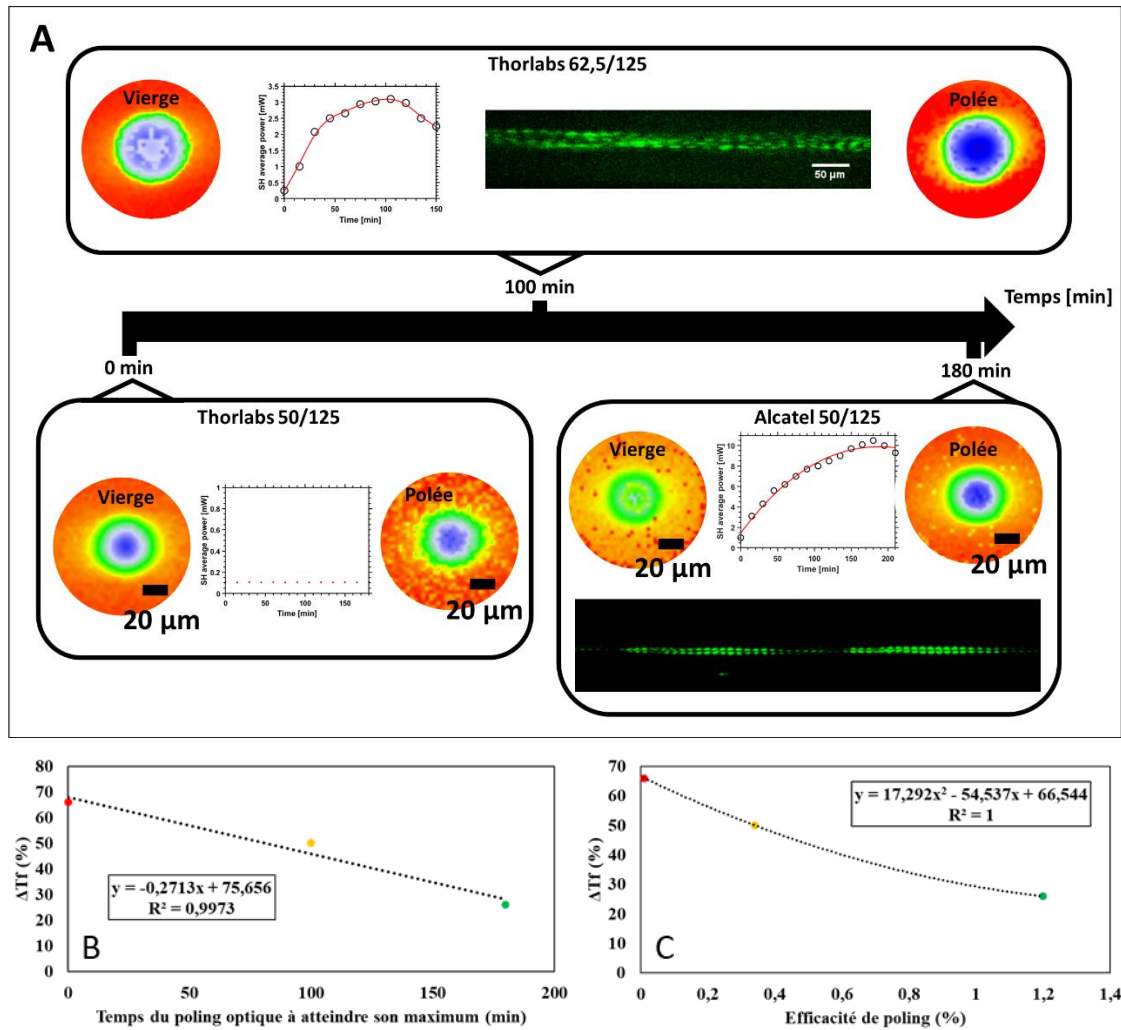 A
Thorlabs 62,5/125
Vierge
SH average power [mW]
3.5
3
2.5
2
1.5
1
0.5
0
0 50 100 150
Time [min]
50 µm
Polée
100 min
Temps [min]
0 min
180 min
Thorlabs 50/125
Vierge
20 µm
SH average power [mW]
1
0.8
0.6
0.4
0.2
0
0 50 100 150
Time [min]
Polée
20 µm
Alcatel 50/125
Vierge
20 µm
SH average power [mW]
10
8
6
4
2
0
0 50 100 150 200
Time [min]
Polée
20 µm
ΔTf (%)
80
70
60
50
40
30
20
10
0
y = -0,2713x + 75,656
R² = 0,9973
B
0 50 100 150 200
Temps du poling optique à atteindre son maximum (min)
ΔTf (%)
70
60
50
40
30
20
10
0
y = 17,292x² - 54,537x + 66,544
R² = 1
C
0 0,2 0,4 0,6 0,8 1 1,2 1,4
Efficacité de poling (%)